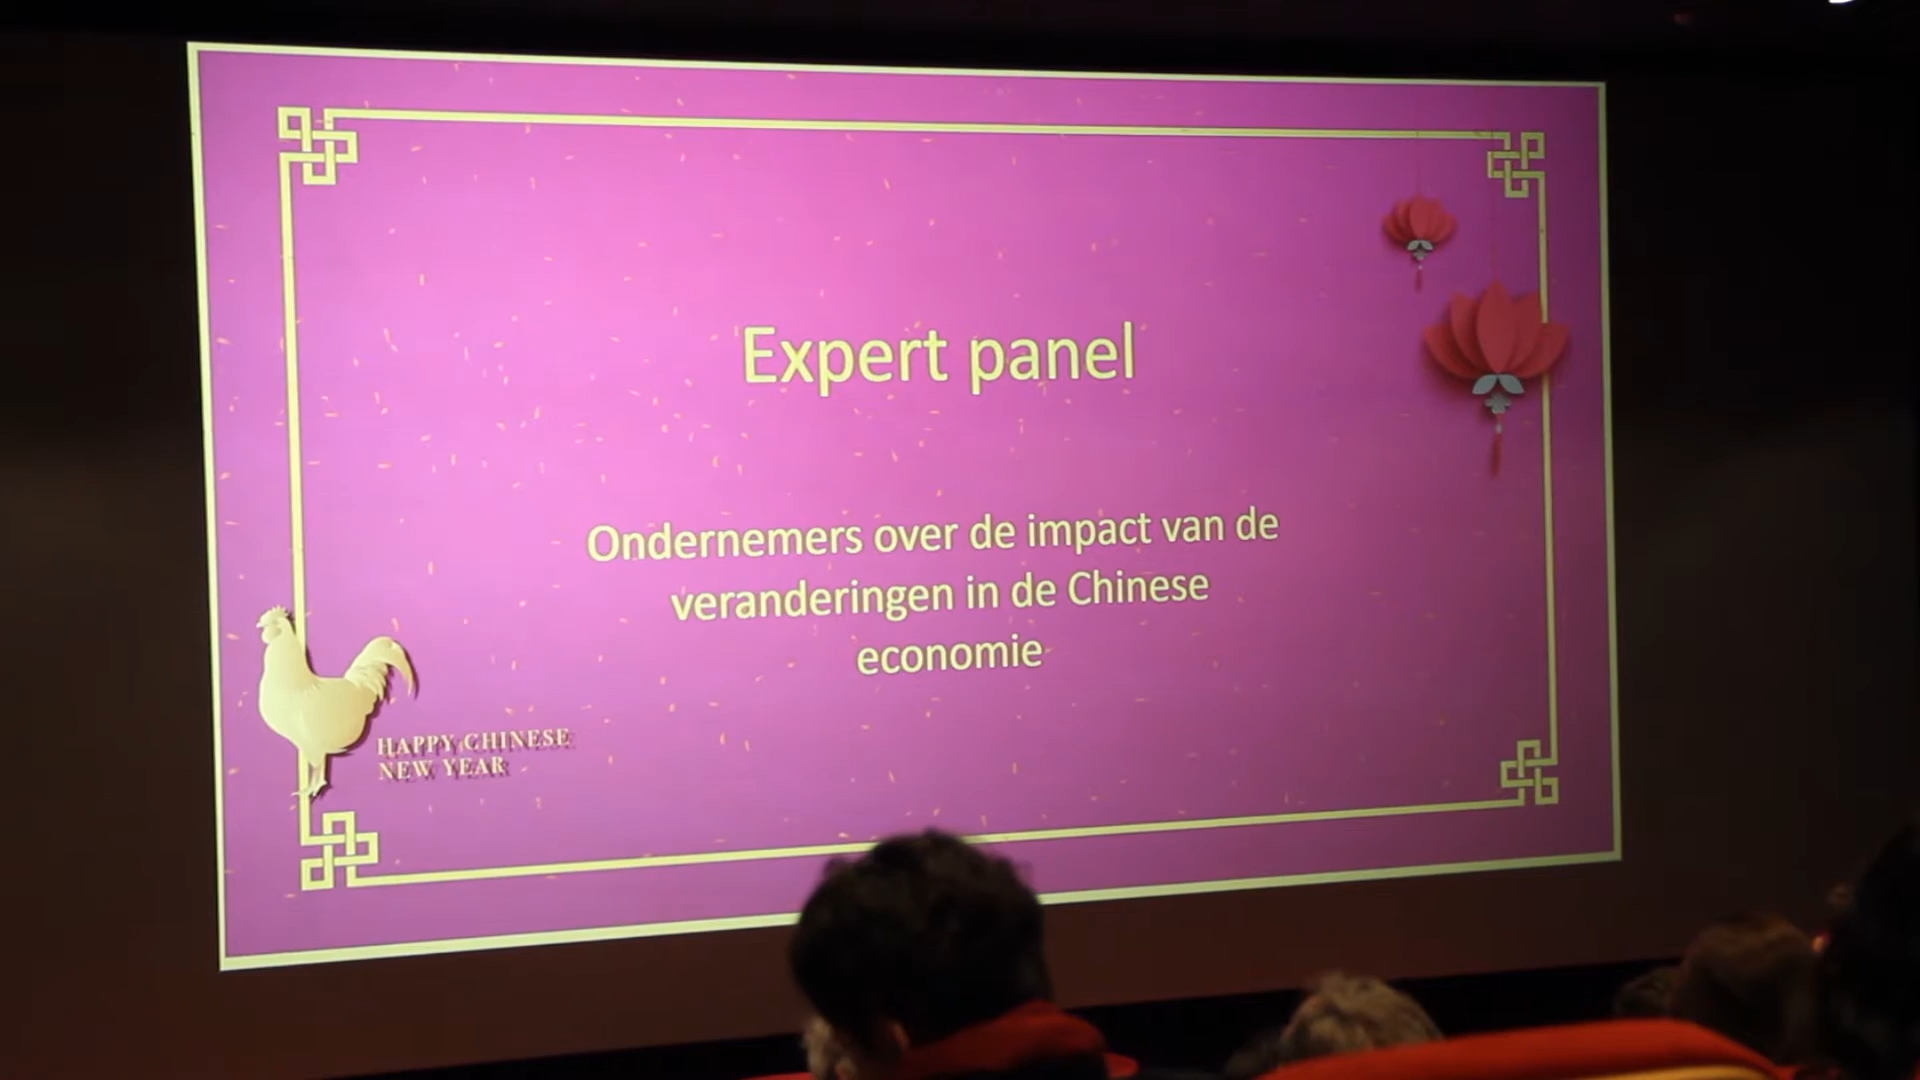 Expert panel
Ondernemers over de impact van de
veranderingen in de Chinese
economie
HAPPY CHINESE
NEW YEAR